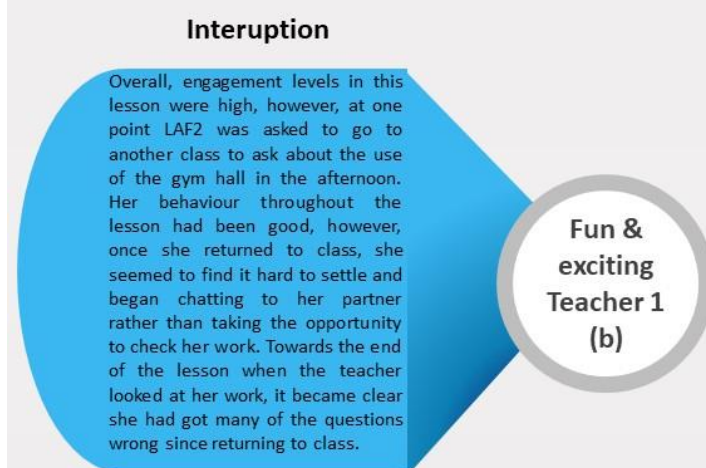 Interuption
Overall, engagement levels in this
lesson were high, however, at one
point LAF2 was asked to go to
another class to ask about the use
of the gym hall in the afternoon.
Her behaviour throughout the
lesson had been good, however,
once she returned to class, she
seemed to find it hard to settle and
began chatting to her partner
rather than taking the opportunity
to check her work. Towards the end
of the lesson when the teacher
looked at her work, it became clear
she had got many of the questions
wrong since returning to class.
Fun &
exciting
Teacher 1
(b)